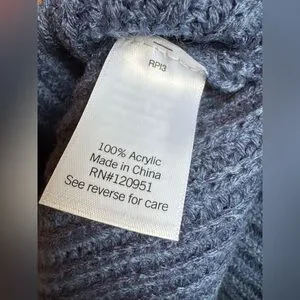 RPI3
100% Acrylic
Made in China
RN#120951
See reverse for care